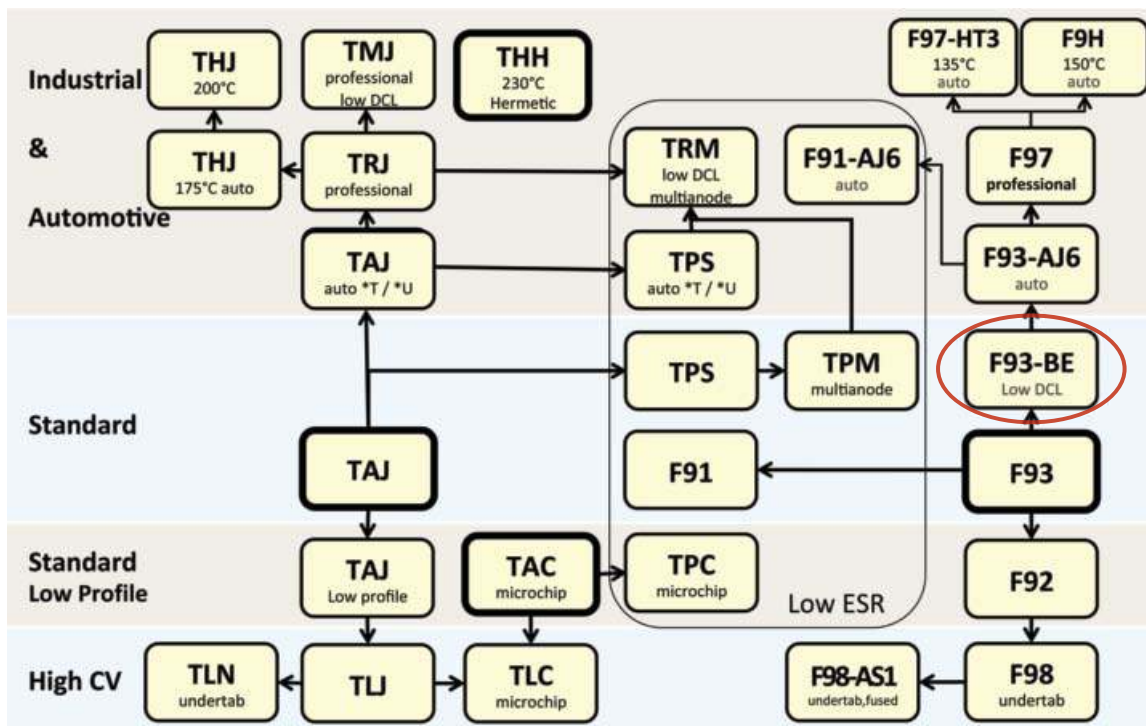 Industrial
&
Automotive
THJ
200°C
TMJ
professional
low DCL
THH
230°C
Hermetic
F97-HT3
135°C
auto
F9H
150°C
auto
THJ
175°C auto
TRJ
professional
TRM
low DCL
multianode
F91-AJ6
auto
F97
professional
TAJ
auto *T / *U
TPS
auto *T / *U
F93-AJ6
auto
Standard
TPS
TPM
multianode
F93-BE
Low DCL
TAJ
F91
F93
Standard
Low Profile
TAJ
Low profile
TAC
microchip
TPC
microchip
Low ESR
F92
High CV
TLN
undertab
TLJ
TLC
microchip
F98-AS1
undertab,fused
F98
undertab